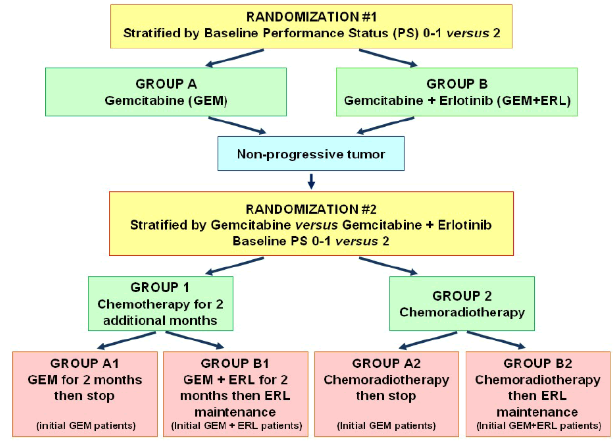 RANDOMIZATION #1
Stratified by Baseline Performance Status (PS) 0-1 versus 2
GROUP A
Gemcitabine (GEM)
GROUP B
Gemcitabine + Erlotinib (GEM+ERL)
Non-progressive tumor
RANDOMIZATION #2
Stratified by Gemcitabine versus Gemcitabine + Erlotinib
Baseline PS 0-1 versus 2
GROUP 1
Chemotherapy for 2
additional months
GROUP 2
Chemoradiotherapy
GROUP A1
GEM for 2 months
then stop
(initial GEM patients)
GROUP B1
GEM + ERL for 2
months then ERL
maintenance
(Initial GEM + ERL patients)
GROUP A2
Chemoradiotherapy
then stop
(Initial GEM patients)
GROUP B2
Chemoradiotherapy
then ERL
maintenance
(Initial GEM+ERL patients)